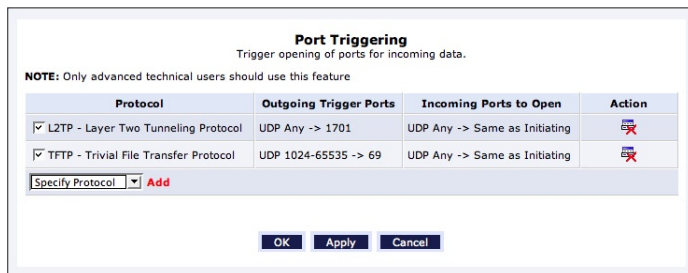 Port Triggering
Trigger opening of ports for incoming data.
NOTE: Only advanced technical users should use this feature
Protocol Outgoing Trigger Ports Incoming Ports to Open Action
L2TP - Layer Two Tunneling Protocol UDP Any -> 1701 UDP Any -> Same as Initiating
TFTP - Trivial File Transfer Protocol UDP 1024-65535 -> 69 UDP Any -> Same as Initiating
Specify Protocol Add
OK Apply Cancel